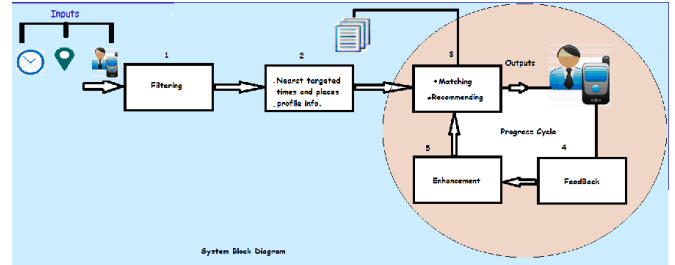 Inputs
1
Filtering
2
.Nearst targeted
times and places
. profile info.
3
•Matching
•Recommending
Outputs
Progress Cycle
5
Enhancement
4
FeedBack
System Block Diagram